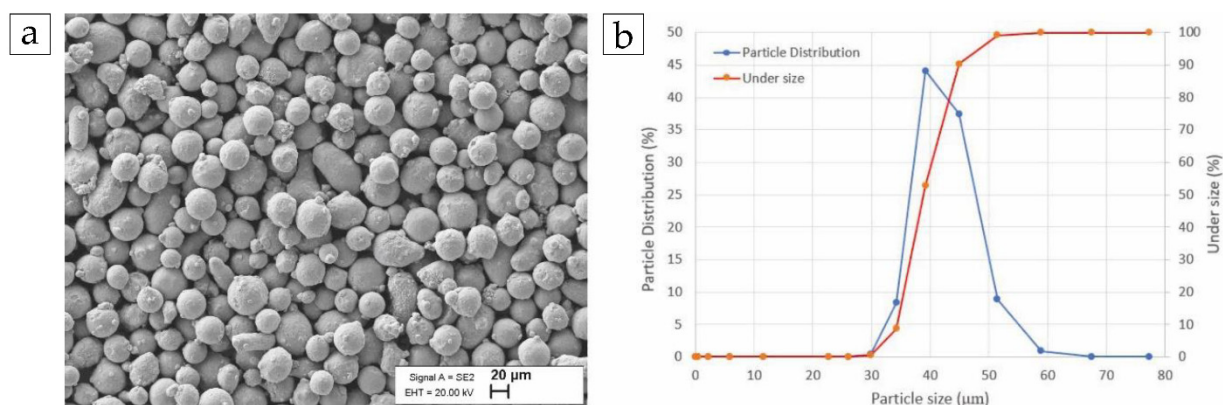 a
Signal A = SE2
EHT = 20.00 kV
20 µm
b
Particle Distribution
Under size
Particle Distribution (%)
50
45
40
35
30
25
20
15
10
5
0
100
90
80
70
60
50
40
30
20
10
0
Under size (%)
0 10 20 30 40 50 60 70 80
Particle size (µm)